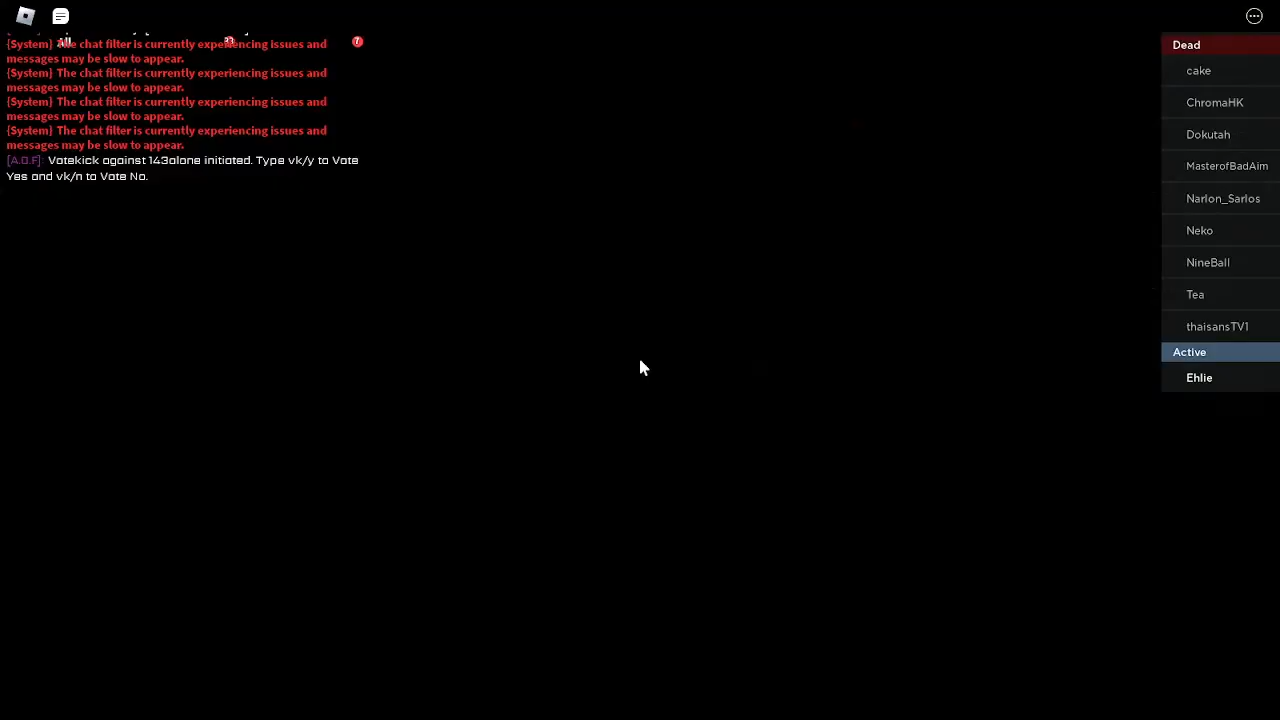 All
7
{System} The chat filter is currently experiencing issues and
messages may be slow to appear.
{System} The chat filter is currently experiencing issues and
messages may be slow to appear.
{System} The chat filter is currently experiencing issues and
messages may be slow to appear.
{System} The chat filter is currently experiencing issues and
messages may be slow to appear.
[A.O.F]: Votekick against 143alone initiated. Type vk/y to Vote
Yes and vk/n to Vote No.
Dead
cake
ChromaHK
Dokutah
MasterofBadAim
Narlon_Sarlos
Neko
NineBall
Tea
thaisansTV1
Active
Ehlie